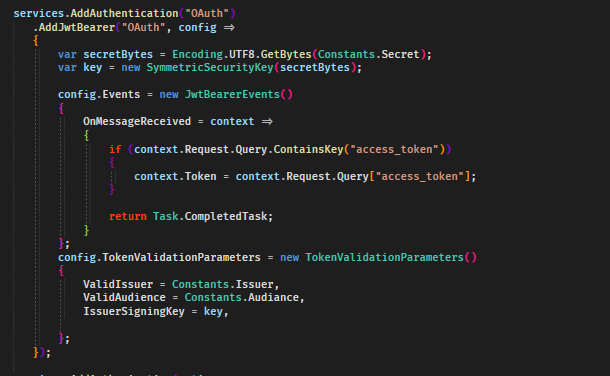 services.AddAuthentication("OAuth")
.AddJwtBearer("OAuth", config =>
{
var secretBytes = Encoding.UTF8.GetBytes(Constants.Secret);
var key = new SymmetricSecurityKey(secretBytes);
config.Events = new JwtBearerEvents()
{
OnMessageReceived = context =>
{
if (context.Request.Query.ContainsKey("access_token"))
{
context.Token = context.Request.Query["access_token"];
}
return Task.CompletedTask;
}
};
config.TokenValidationParameters = new TokenValidationParameters()
{
ValidIssuer = Constants.Issuer,
ValidAudience = Constants.Audiance,
IssuerSigningKey = key,
};
});